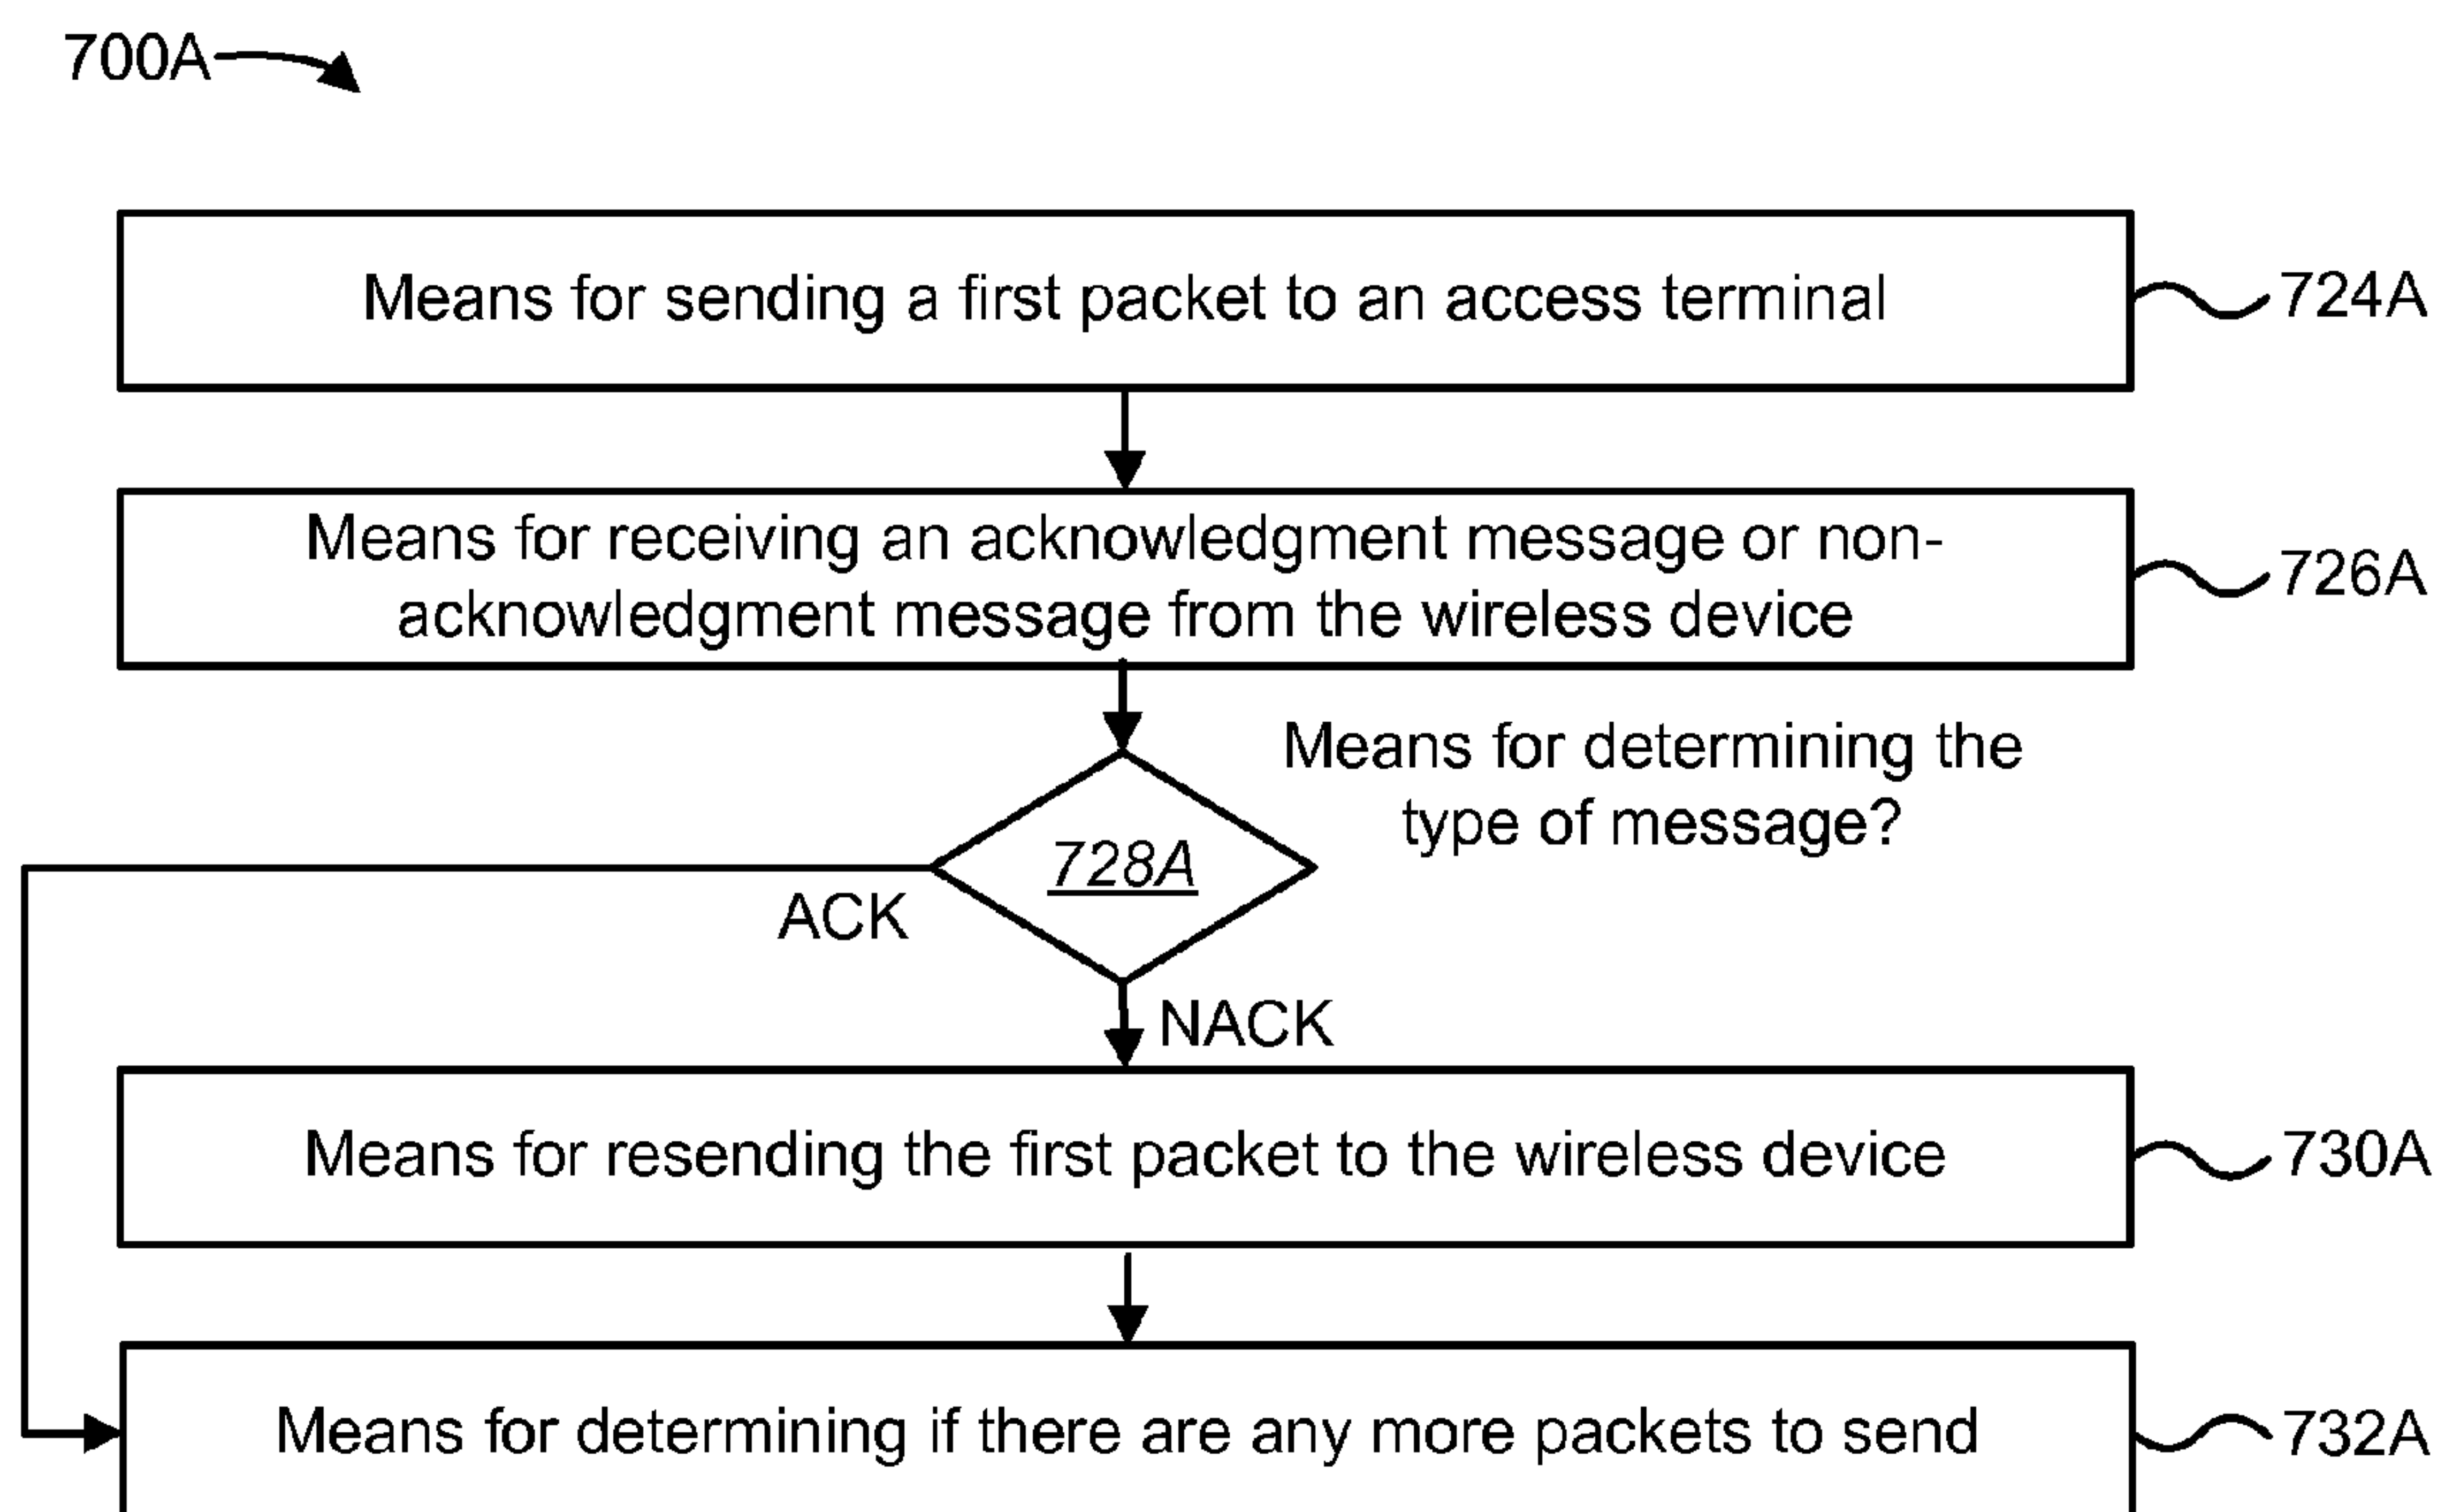 700A
Means for sending a first packet to an access terminal
724A
Means for receiving an acknowledgment message or non-
acknowledgment message from the wireless device
726A
Means for determining the
type of message?
728A
ACK
NACK
Means for resending the first packet to the wireless device
730A
Means for determining if there are any more packets to send
732A